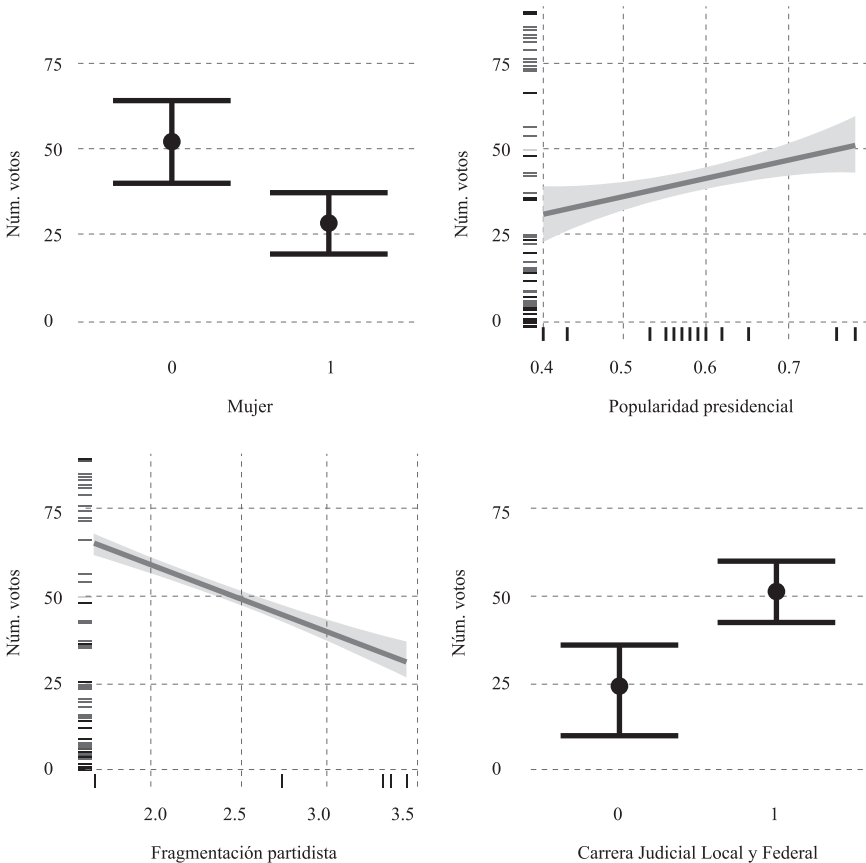 75
50
25
0
Núm. votos
0 1
Mujer
75
50
25
0
Núm. votos
0.4 0.5 0.6 0.7
Popularidad presidencial
75
50
25
0
Núm. votos
2.0 2.5 3.0 3.5
Fragmentación partidista
75
50
25
0
Núm. votos
0 1
Carrera Judicial Local y Federal